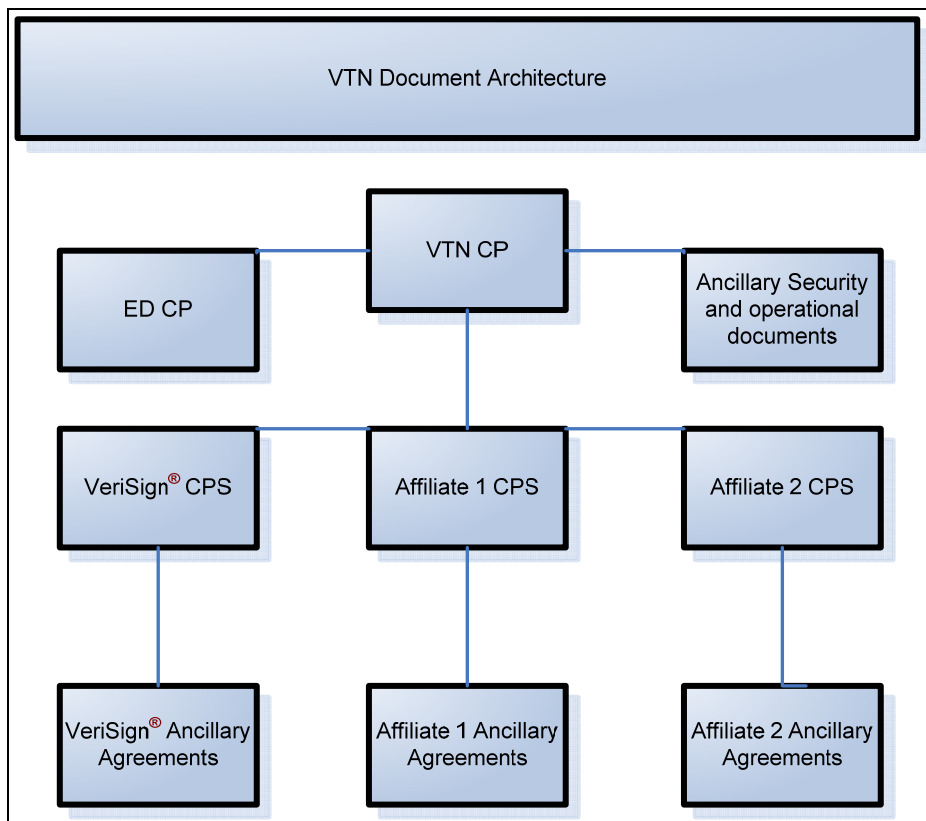 VTN Document Architecture
VTN CP
ED CP
Ancillary Security
and operational
documents
VeriSign® CPS
Affiliate 1 CPS
Affiliate 2 CPS
VeriSign® Ancillary
Agreements
Affiliate 1 Ancillary
Agreements
Affiliate 2 Ancillary
Agreements